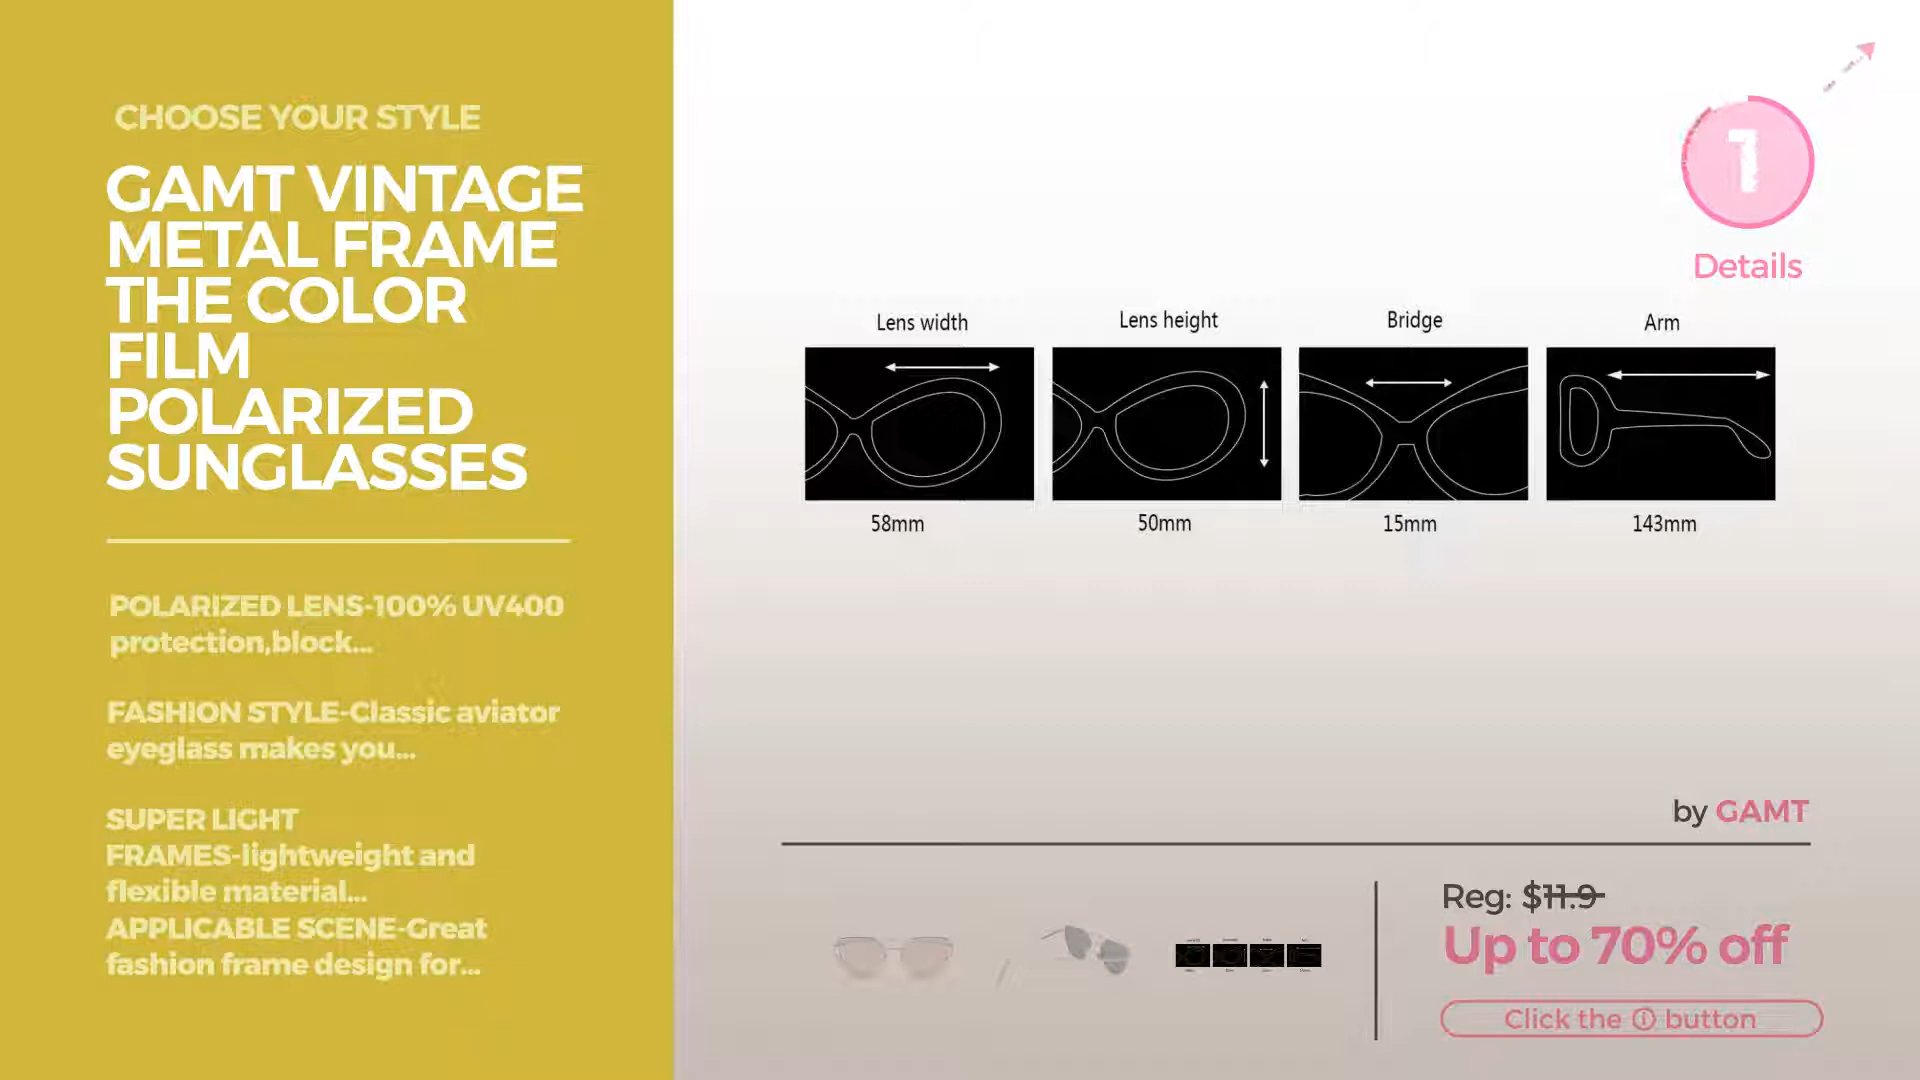 CHOOSE YOUR STYLE
GAMT VINTAGE
METAL FRAME
THE COLOR
FILM
POLARIZED
SUNGLASSES
POLARIZED LENS-100% UV400
protection,block...
FASHION STYLE-Classic aviator
eyeglass makes you...
SUPER LIGHT
FRAMES-lightweight and
flexible material...
APPLICABLE SCENE-Great
fashion frame design for...
1
Details
Lens width Lens height Bridge Arm
58mm 50mm 15mm 143mm
by GAMT
Reg: $11.9
Up to 70% off
Click the ⓘ button